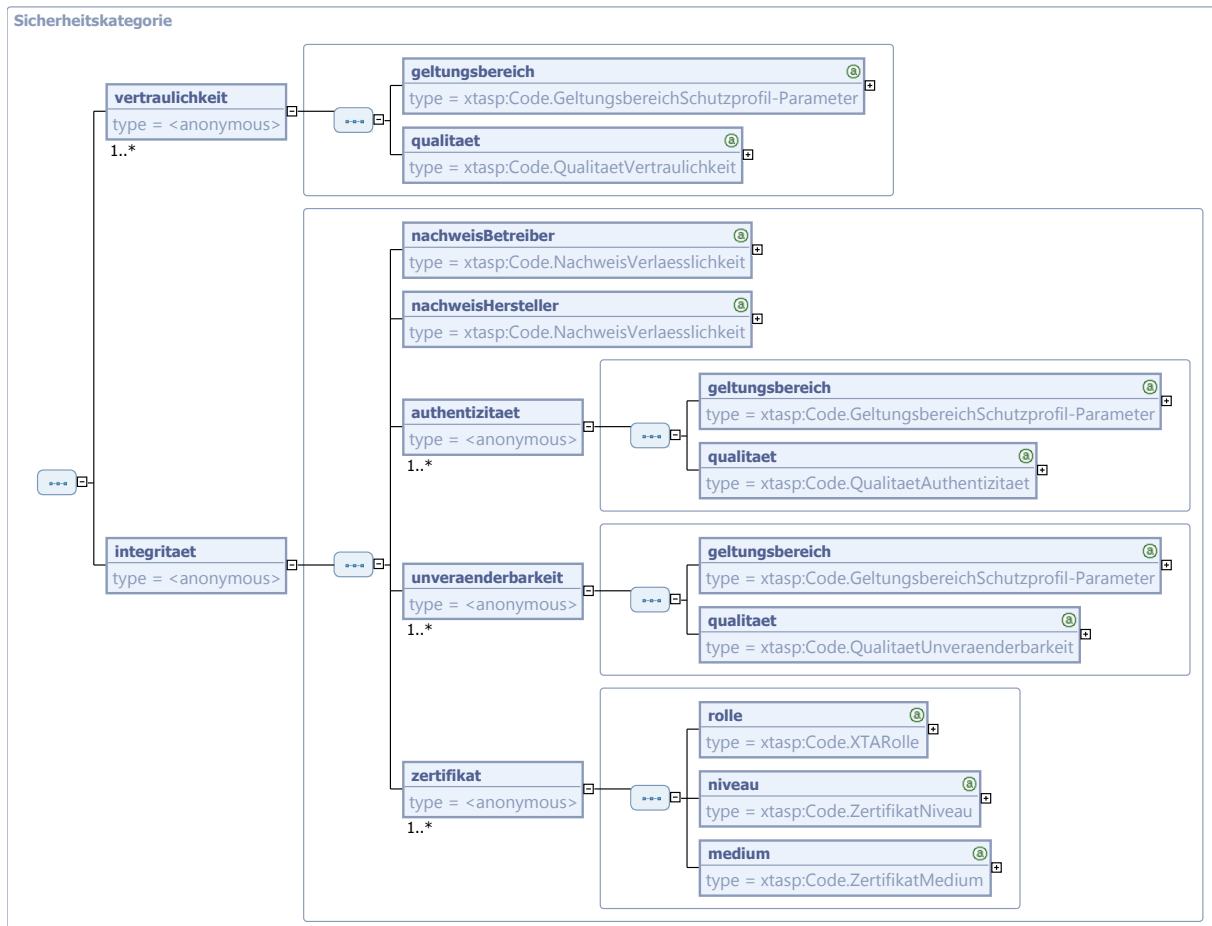 Sicherheitskategorie
vertraulichkeit
type = <anonymous>
1..*
geltungsbereich
type = xtasp:Code.GeltungsbereichSchutzprofil-Parameter
qualitaet
type = xtasp:Code.QualitaetVertraulichkeit
integritaet
type = <anonymous>
nachweisBetreiber
type = xtasp:Code.NachweisVerlaesslichkeit
nachweisHersteller
type = xtasp:Code.NachweisVerlaesslichkeit
authentizitaet
type = <anonymous>
1..*
geltungsbereich
type = xtasp:Code.GeltungsbereichSchutzprofil-Parameter
qualitaet
type = xtasp:Code.QualitaetAuthentizitaet
unveraenderbarkeit
type = <anonymous>
1..*
geltungsbereich
type = xtasp:Code.GeltungsbereichSchutzprofil-Parameter
qualitaet
type = xtasp:Code.QualitaetUnveraenderbarkeit
zertifikat
type = <anonymous>
1..*
rolle
type = xtasp:Code.XTARolle
niveau
type = xtasp:Code.ZertifikatNiveau
medium
type = xtasp:Code.ZertifikatMedium